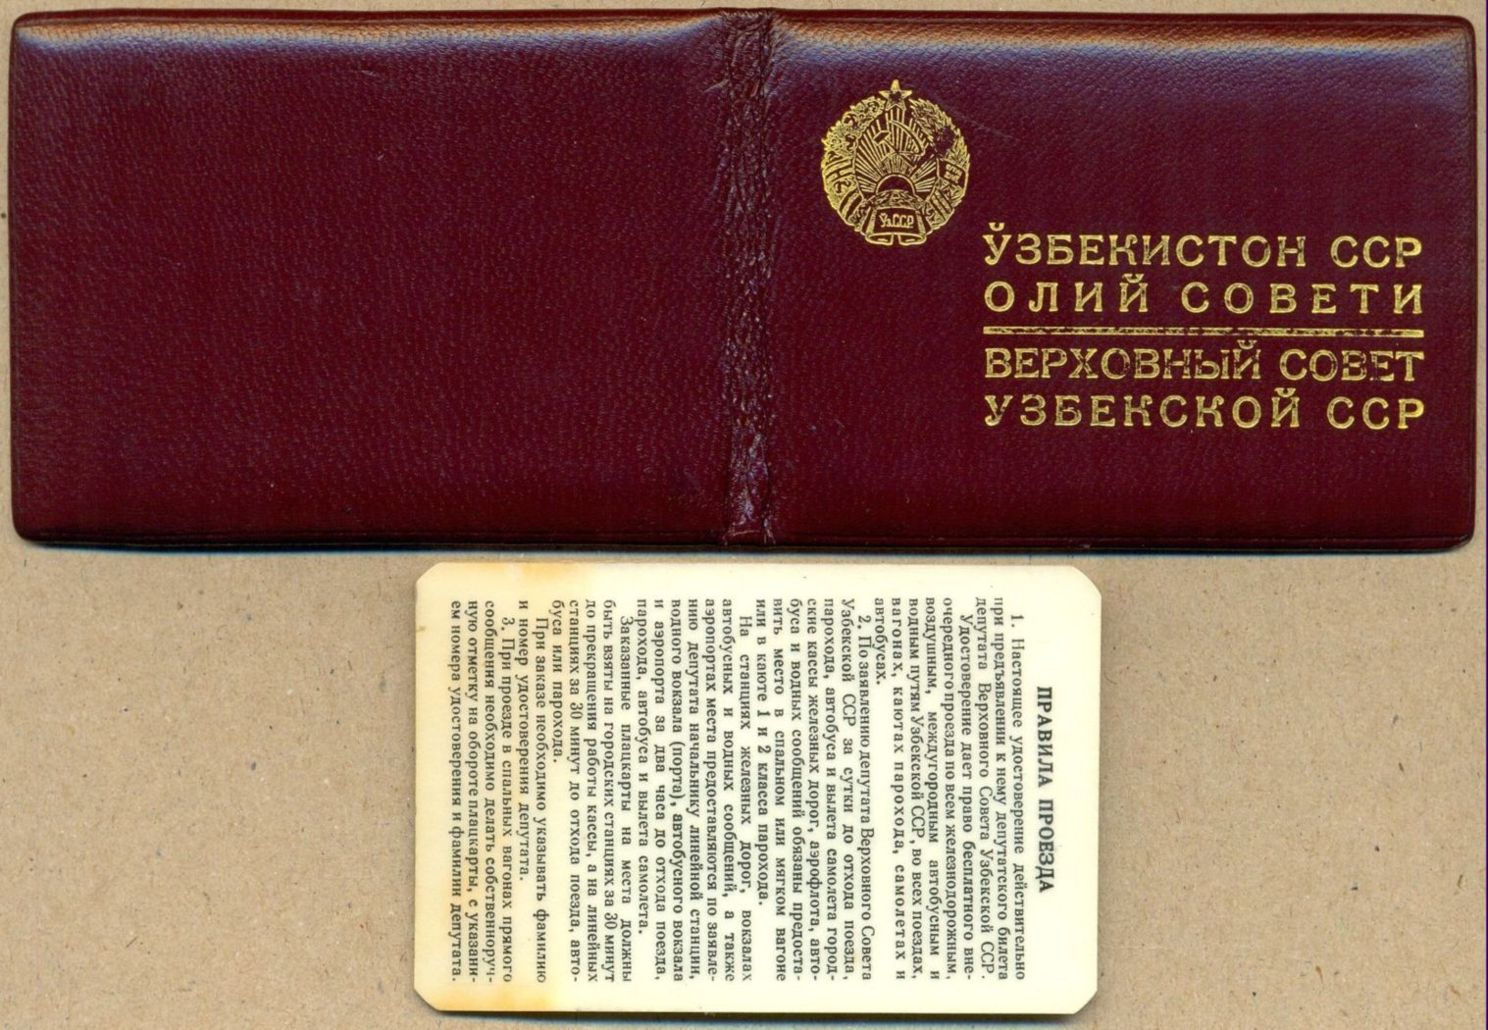 ЎзССР
ЎЗБЕКИСТОН ССР
ОЛИЙ СОВЕТИ
ВЕРХОВНЫЙ СОВЕТ
УЗБЕКСКОЙ ССР
ПРАВИЛА ПРОЕЗДА
1. Настоящее удостоверение действительно
при предъявлении к нему депутатского билета
депутата Верховного Совета Узбекской ССР.
Удостоверение дает право бесплатного вне-
очередного проезда по всем железнодорожным,
воздушным, междугородным автобусным и
водным путям Узбекской ССР, во всех поездах,
вагонах, каютах парохода, самолетах и
автобусах.
2. По заявлению депутата Верховного Совета
Узбекской ССР за сутки до отхода поезда,
парохода, автобуса и вылета самолета город-
ские кассы железных дорог, аэрофлота, авто-
буса и водных сообщений обязаны предоста-
вить место в спальном или мягком вагоне
или в каюте 1 и 2 класса парохода.
На станциях железных дорог, вокзалах
автобусных и водных сообщений, а также
аэропортах места предоставляются по заявле-
нию депутата начальнику линейной станции,
водного вокзала (порта), автобусного вокзала
и аэропорта за два часа до отхода поезда,
парохода, автобуса и вылета самолета.
Заказанные плацкарты на места должны
быть взяты на городских станциях за 30 минут
до прекращения работы кассы, а на линейных
станциях за 30 минут до отхода поезда, авто-
буса или парохода.
При заказе необходимо указывать фамилию
и номер удостоверения депутата.
3. При проезде в спальных вагонах прямого
сообщения необходимо делать собственноруч-
ную отметку на обороте плацкарты, с указани-
ем номера удостоверения и фамилии депутата.